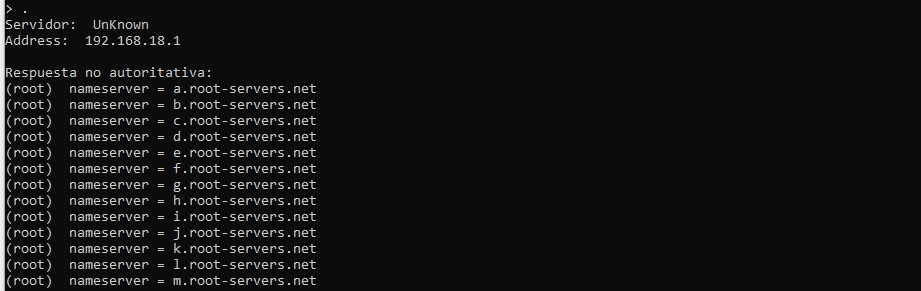 > .
Servidor:  UnKnown
Address:  192.168.18.1

Respuesta no autoritativa:
(root)  nameserver = a.root-servers.net
(root)  nameserver = b.root-servers.net
(root)  nameserver = c.root-servers.net
(root)  nameserver = d.root-servers.net
(root)  nameserver = e.root-servers.net
(root)  nameserver = f.root-servers.net
(root)  nameserver = g.root-servers.net
(root)  nameserver = h.root-servers.net
(root)  nameserver = i.root-servers.net
(root)  nameserver = j.root-servers.net
(root)  nameserver = k.root-servers.net
(root)  nameserver = l.root-servers.net
(root)  nameserver = m.root-servers.net